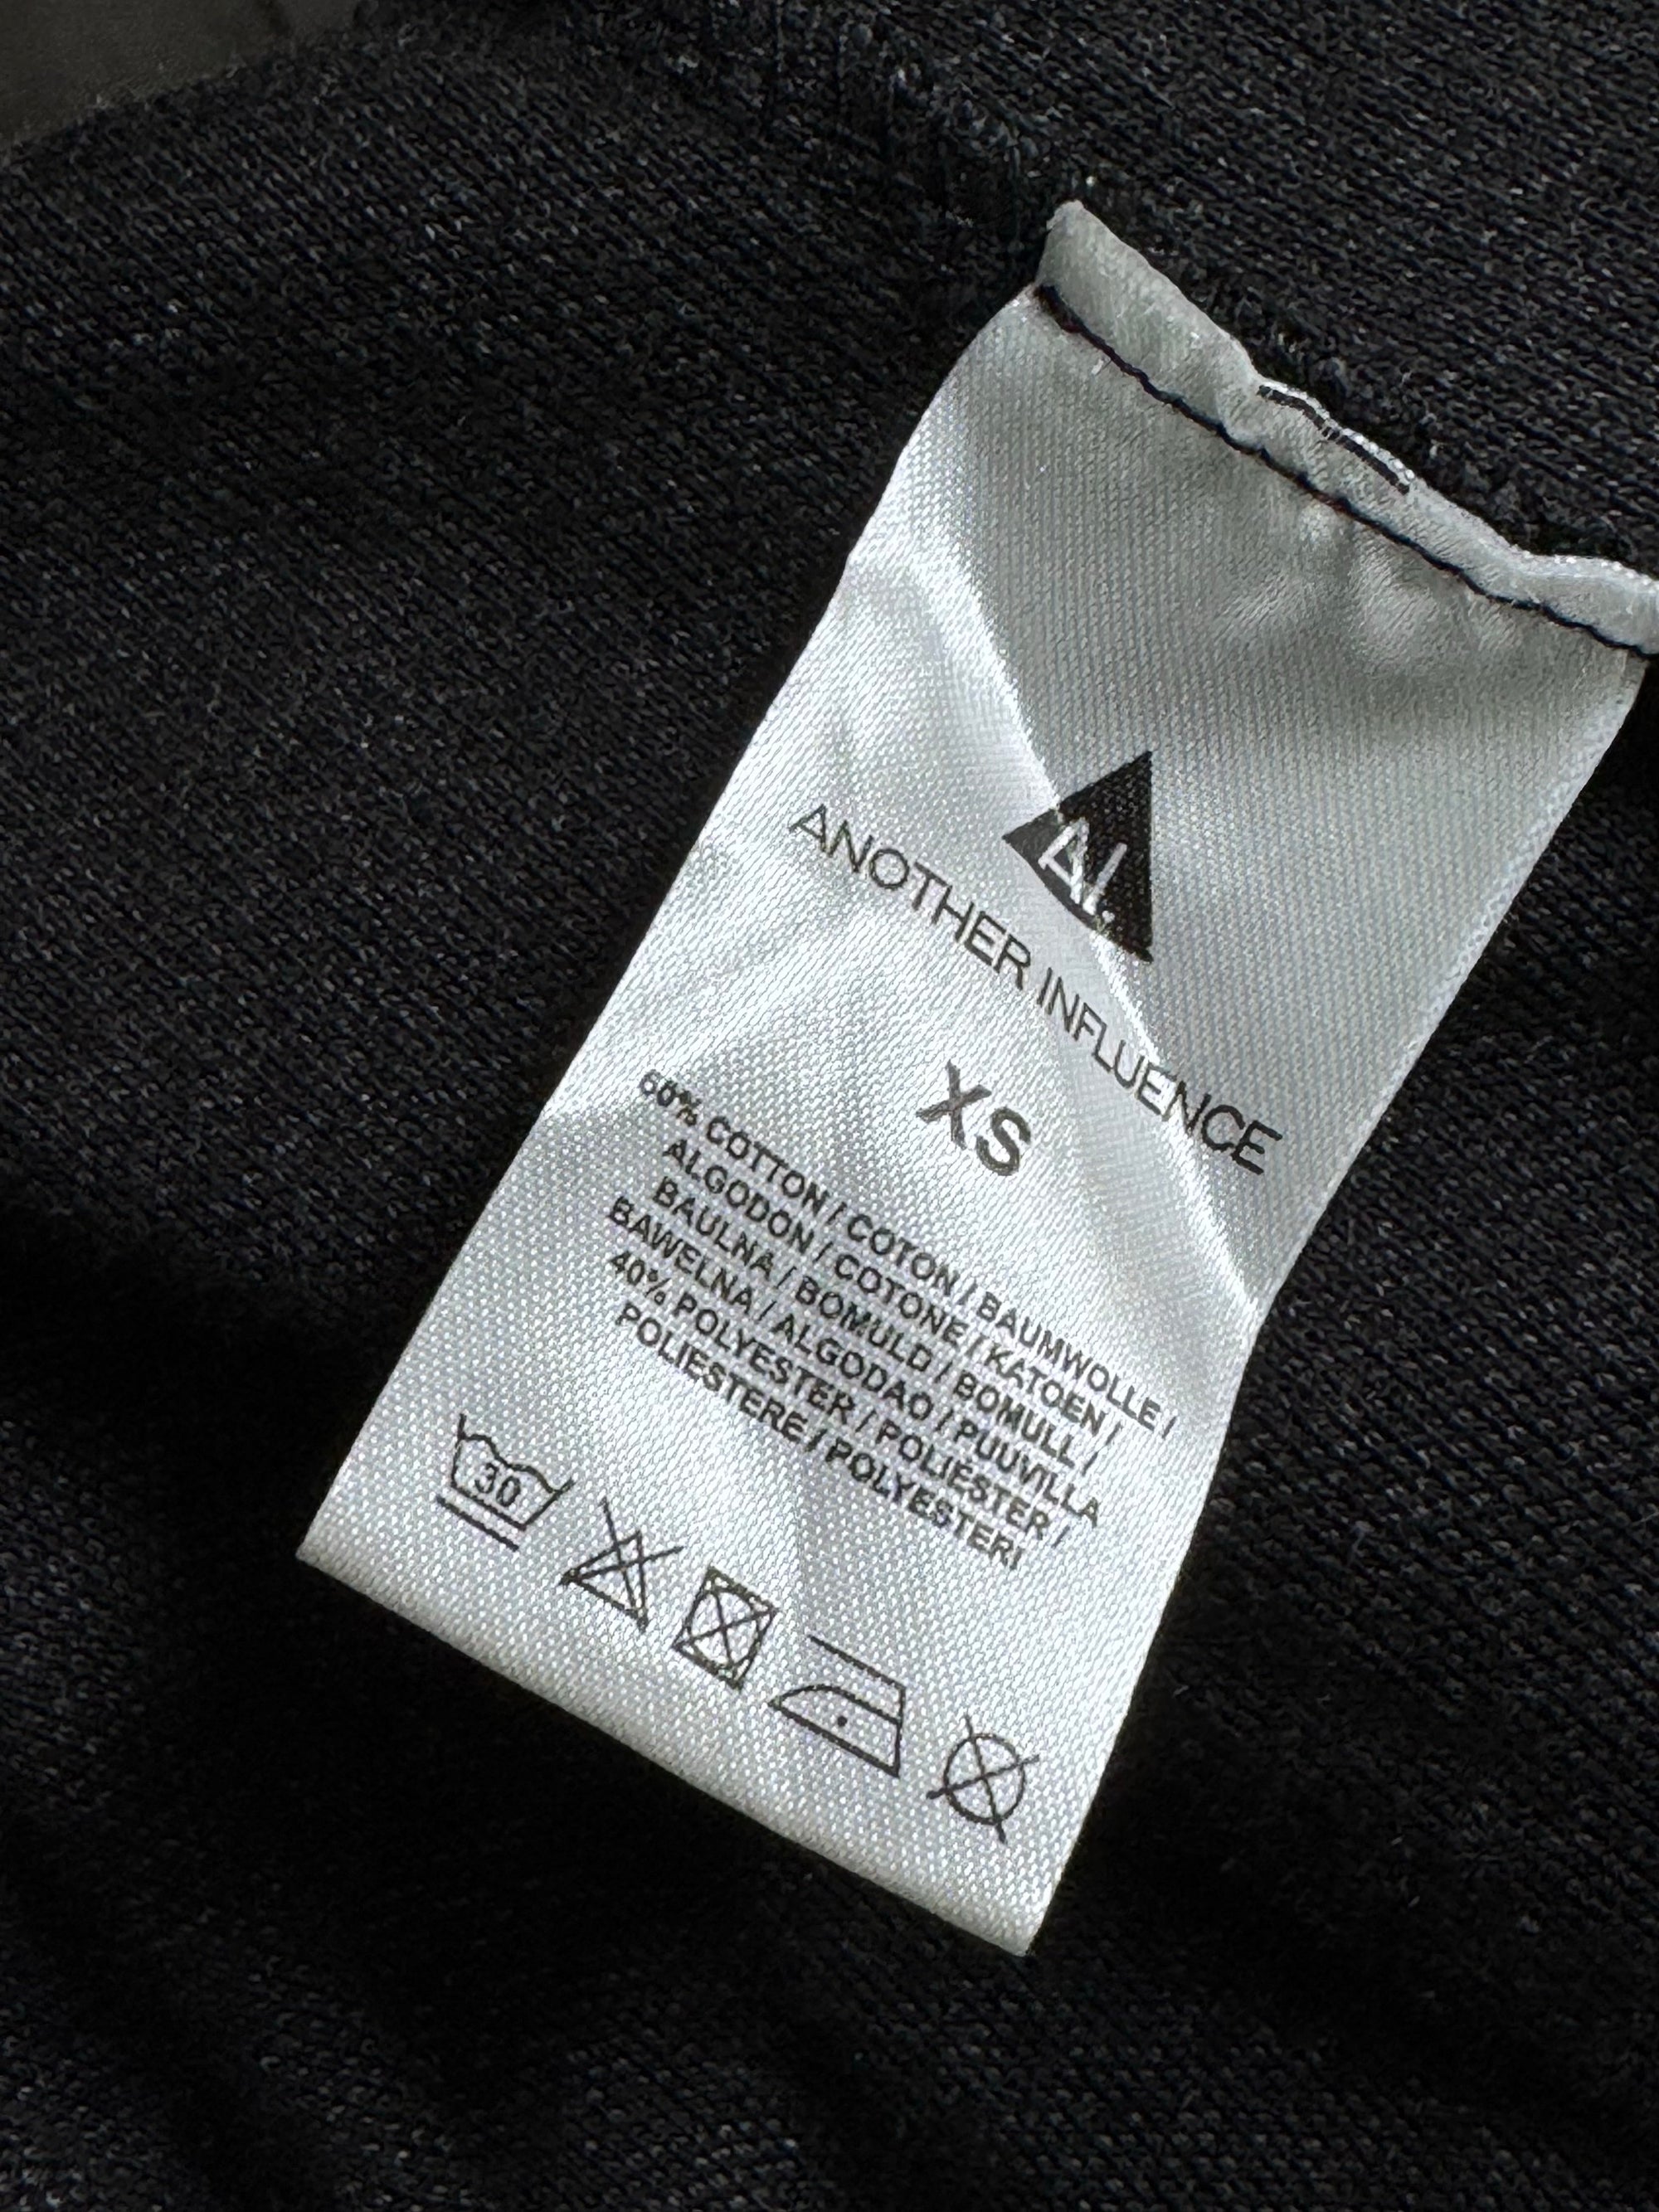 A.I.
ANOTHER INFLUENCE
XS
60% COTTON / COTON / BAUMWOLLE /
ALGODON / COTONE / KATOEN /
BAULNA / BOMULD / BOMULL /
BAWELNA / ALGODAO / PUUVILLA
40% POLYESTER / POLIÉSTER /
POLIESTERE / POLYESTERI
30